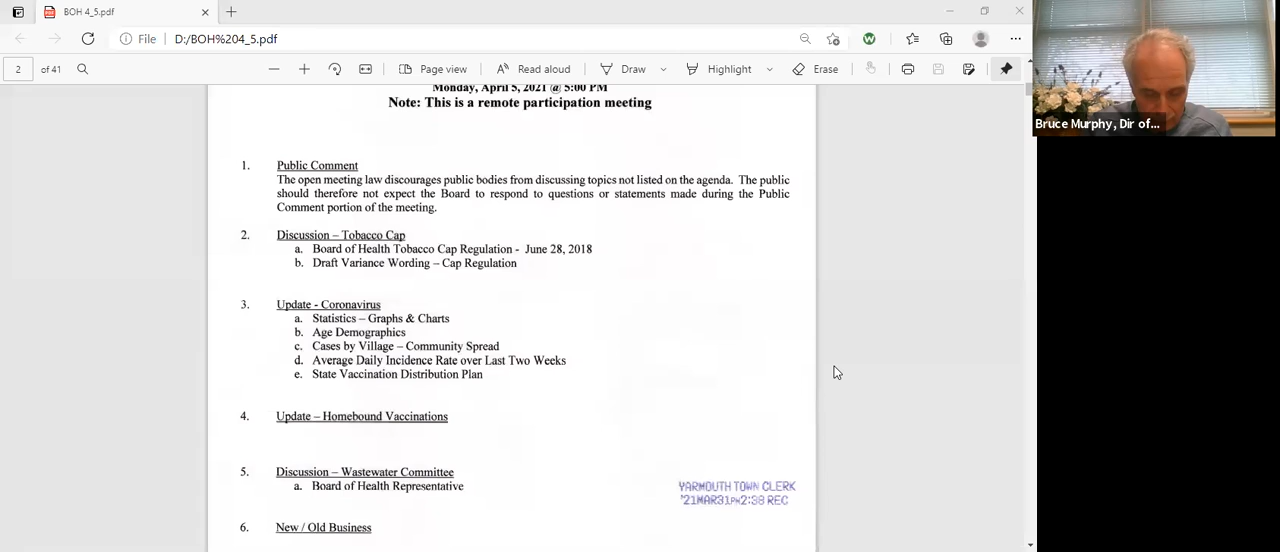 BOH 4_5.pdf
File D:/BOH%204_5.pdf
2 of 41 Page view Read aloud Draw Highlight Erase
Monday, April 5, 2021 @ 5:00 PM
Note: This is a remote participation meeting
1. Public Comment
The open meeting law discourages public bodies from discussing topics not listed on the agenda. The public
should therefore not expect the Board to respond to questions or statements made during the Public
Comment portion of the meeting.
2. Discussion – Tobacco Cap
a. Board of Health Tobacco Cap Regulation - June 28, 2018
b. Draft Variance Wording – Cap Regulation
3. Update - Coronavirus
a. Statistics – Graphs & Charts
b. Age Demographics
c. Cases by Village – Community Spread
d. Average Daily Incidence Rate over Last Two Weeks
e. State Vaccination Distribution Plan
4. Update – Homebound Vaccinations
5. Discussion – Wastewater Committee
a. Board of Health Representative
YARMOUTH TOWN CLERK
'21MAR31PM2:38 REC
6. New / Old Business
Bruce Murphy, Dir of...